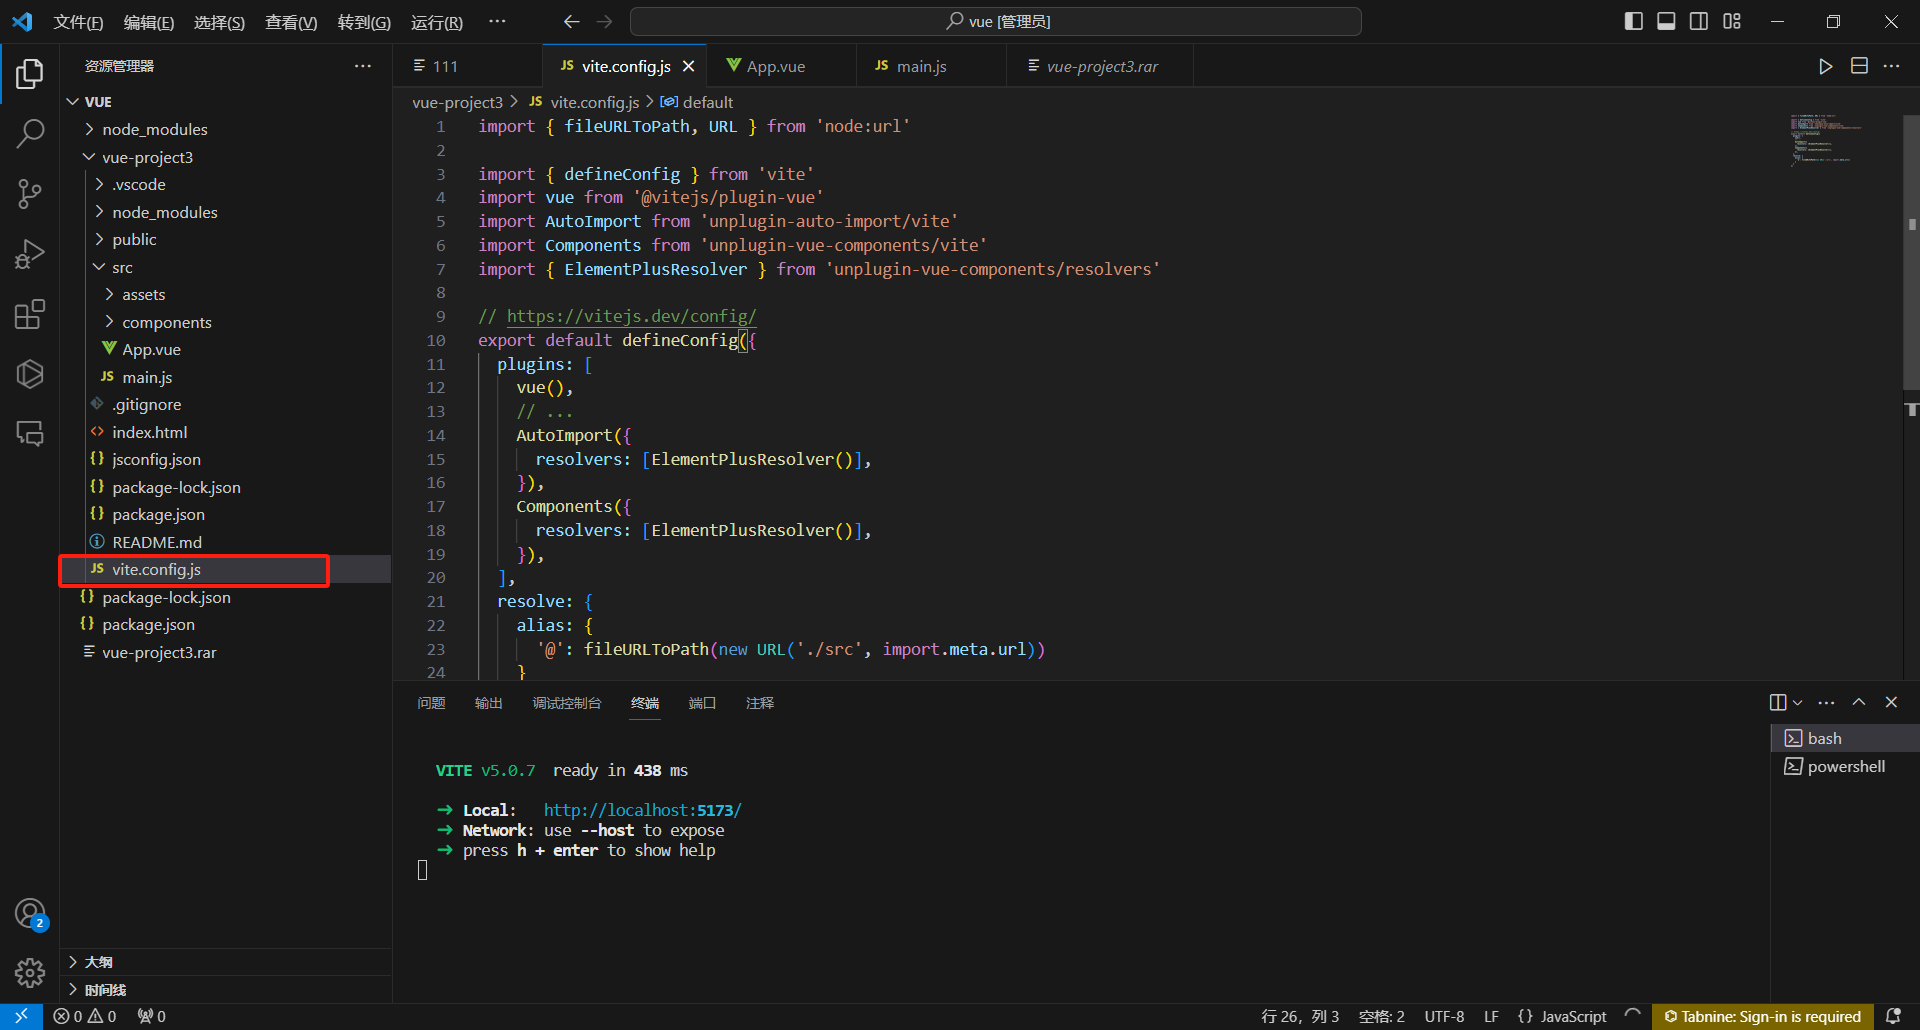 文件(F) 编辑(E) 选择(S) 查看(V) 转到(G) 运行(R) ··· vue [管理员]
资源管理器 ···
VUE
node_modules
vue-project3
.vscode
node_modules
public
src
assets
components
App.vue
JS main.js
.gitignore
index.html
{} jsconfig.json
{} package-lock.json
{} package.json
README.md
JS vite.config.js
{} package-lock.json
{} package.json
vue-project3.rar
大纲
时间线
111 JS vite.config.js App.vue JS main.js vue-project3.rar
vue-project3 > JS vite.config.js > default
1 import { fileURLToPath, URL } from 'node:url'
2
3 import { defineConfig } from 'vite'
4 import vue from '@vitejs/plugin-vue'
5 import AutoImport from 'unplugin-auto-import/vite'
6 import Components from 'unplugin-vue-components/vite'
7 import { ElementPlusResolver } from 'unplugin-vue-components/resolvers'
8
9 // https://vitejs.dev/config/
10 export default defineConfig({
11 plugins: [
12 vue(),
13 // ...
14 AutoImport({
15 resolvers: [ElementPlusResolver()],
16 }),
17 Components({
18 resolvers: [ElementPlusResolver()],
19 }),
20 ],
21 resolve: {
22 alias: {
23 '@': fileURLToPath(new URL('./src', import.meta.url))
24 }
问题 输出 调试控制台 终端 端口 注释
VITE v5.0.7 ready in 438 ms
➜ Local: http://localhost:5173/
➜ Network: use --host to expose
➜ press h + enter to show help
bash
powershell
2
0 0 0 行 26，列 3 空格: 2 UTF-8 LF {} JavaScript Tabnine: Sign-in is required